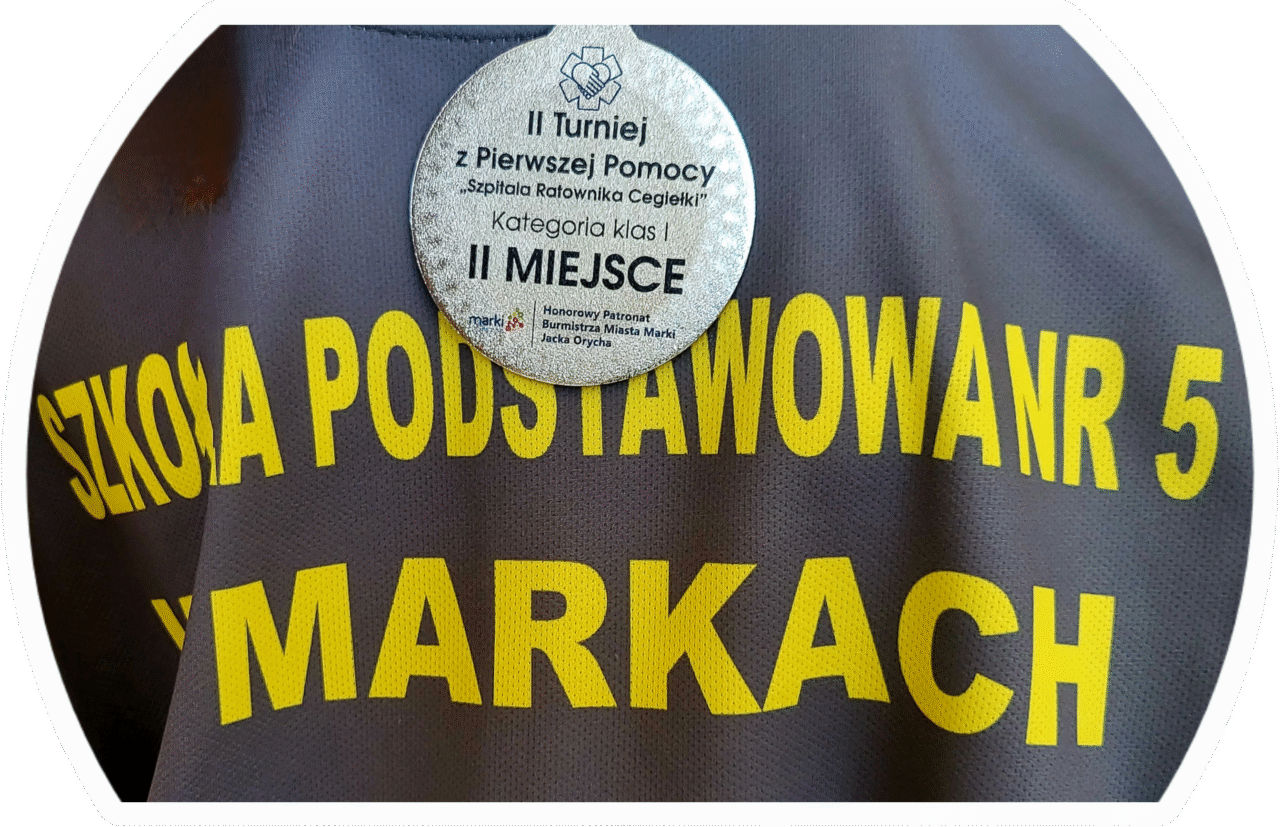 II Turniej
z Pierwszej Pomocy
„Szpitala Ratownika Cegiełki”
Kategoria klas I
II MIEJSCE
marki
Honorowy Patronat
Burmistrza Miasta Marki
Jacka Orycha
SZKOŁA PODSTAWOWA NR 5
W MARKACH